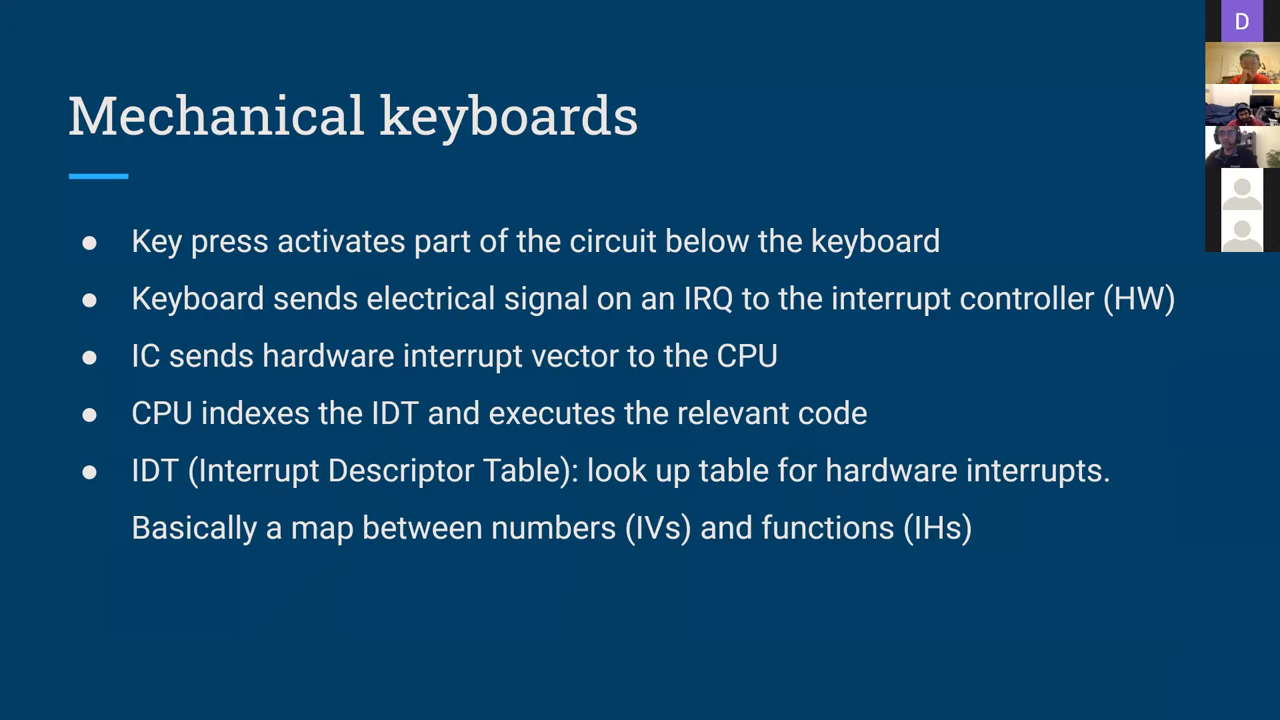 Mechanical keyboards
● Key press activates part of the circuit below the keyboard
● Keyboard sends electrical signal on an IRQ to the interrupt controller (HW)
● IC sends hardware interrupt vector to the CPU
● CPU indexes the IDT and executes the relevant code
● IDT (Interrupt Descriptor Table): look up table for hardware interrupts.
Basically a map between numbers (IVs) and functions (IHs)
D